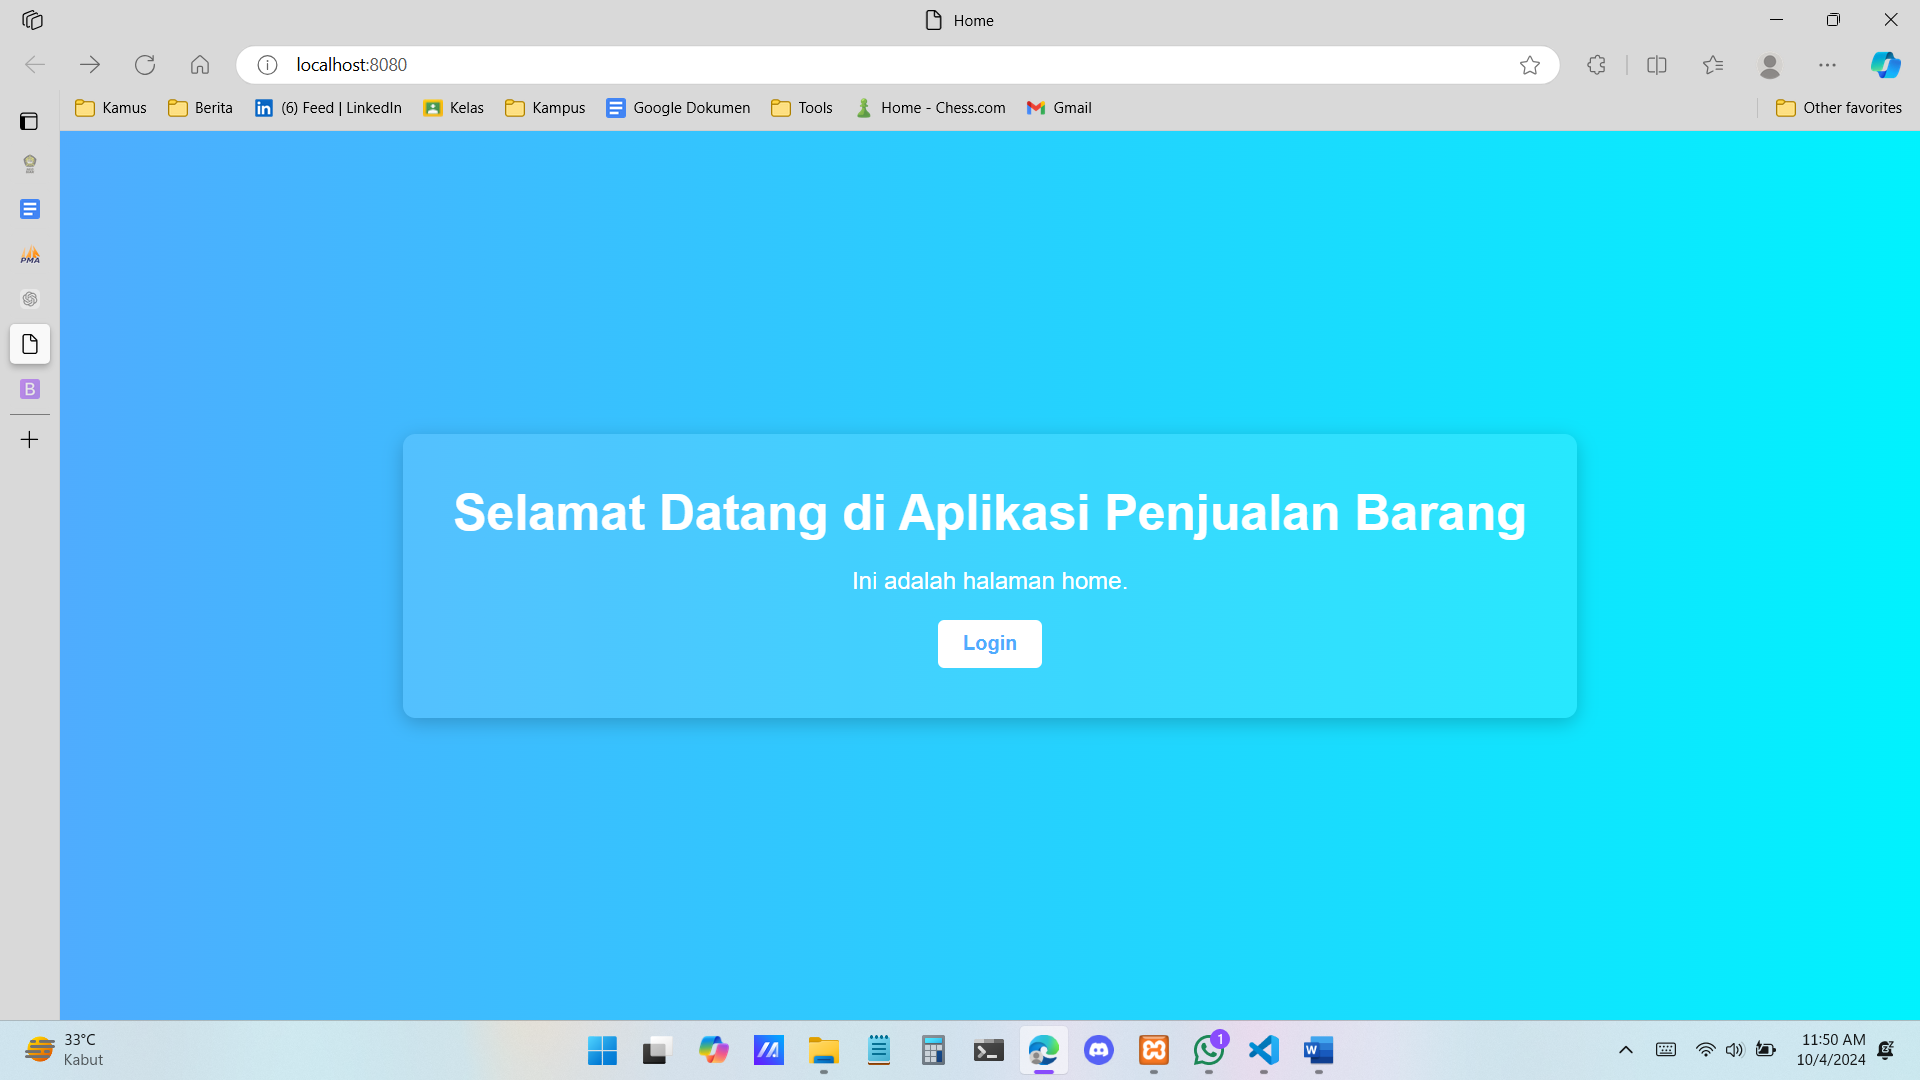 Home
localhost:8080
Kamus
Berita
(6) Feed | LinkedIn
Kelas
Kampus
Google Dokumen
Tools
Home - Chess.com
Gmail
Other favorites
PMA
B
Selamat Datang di Aplikasi Penjualan Barang
Ini adalah halaman home.
Login
33°C
Kabut
1
11:50 AM
10/4/2024